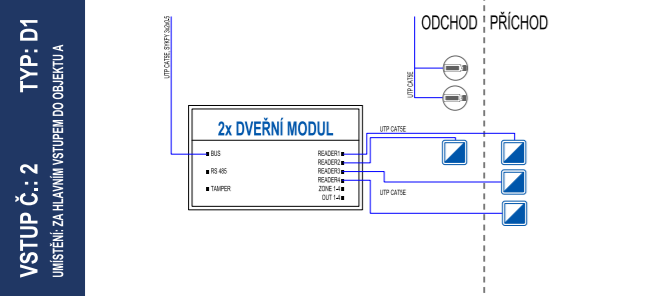 VSTUP Č.: 2 TYP: D1
UMÍSTĚNÍ: ZA HLAVNÍM VSTUPEM DO OBJEKTU A
UTP CAT5E, SYKFY 3x2x0,5
ODCHOD PŘÍCHOD
UTP CAT5E
2x DVEŘNÍ MODUL
BUS
RS 485
TAMPER
READER1
READER2
READER3
READER4
ZONE 1-4
OUT 1-4
UTP CAT5E
UTP CAT5E